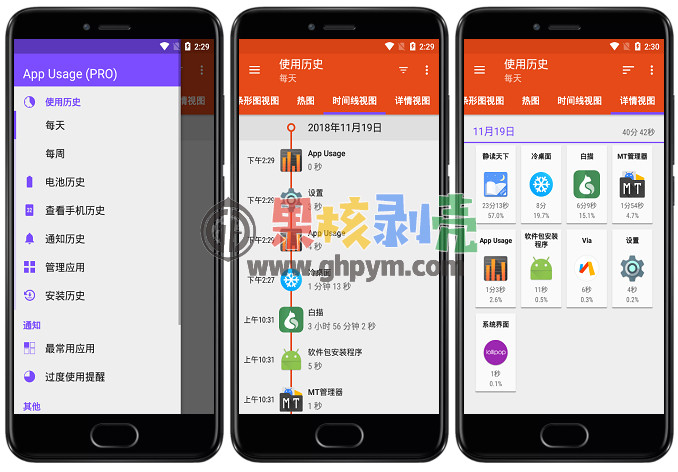 2:29
App Usage (PRO)
使用历史
每天
每周
电池历史
查看手机历史
通知历史
管理应用
安装历史
通知
最常用应用
过度使用提醒
其他
情视图
2:29
使用历史
每天
条形图视图 热图 时间线视图 详情视图
2018年11月19日
下午2:29 App Usage
0 秒
下午2:29 设置
秒
下午2:29 App Usage
秒
下午2:27 冷桌面
1 分钟 13 秒
上午10:31 白描
3 小时 56 分钟 2 秒
上午10:31 软件包安装程序
5 秒
上午10:31 MT管理器
1 秒
2:30
使用历史
每天
条形图视图 热图 时间线视图 详情视图
11月19日 40分 42秒
静读天下 冷桌面 白描 MT管理器
23分13秒 8分 6分9秒 1分54秒
57.0% 19.7% 15.1% 4.7%
App Usage 软件包安装程序 Via 设置
1分3秒 11秒 6秒 4秒
2.6% 0.5% 0.3% 0.2%
系统界面
lollipop
1秒
0.1%
果核剥壳
www.ghpym.com